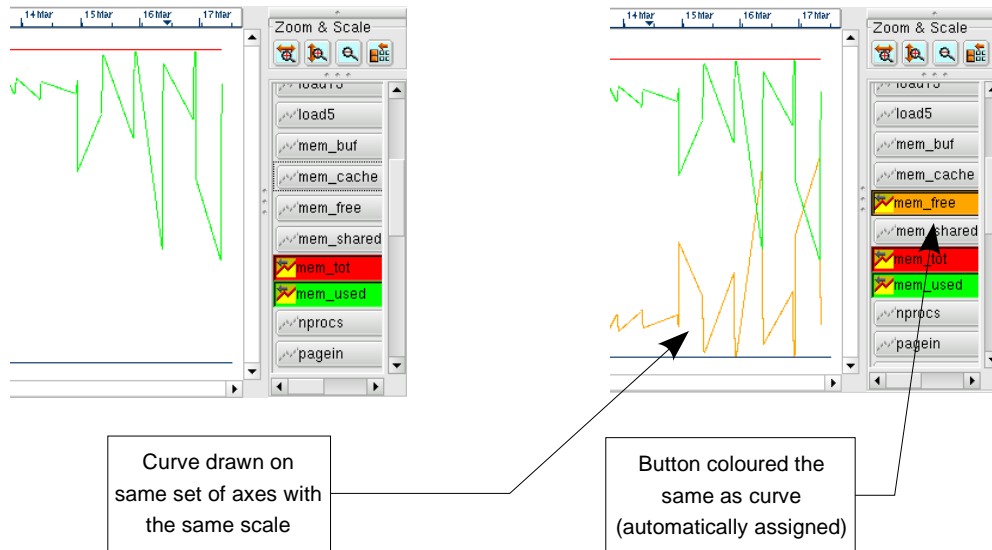 14 Mar 15 Mar 16 Mar 17 Mar
Zoom & Scale
load15
load5
mem_buf
mem_cache
mem_free
mem_shared
mem_tot
mem_used
nprocs
pagein
14 Mar 15 Mar 16 Mar 17 Mar
Zoom & Scale
load15
load5
mem_buf
mem_cache
mem_free
mem_shared
mem_tot
mem_used
nprocs
pagein
Curve drawn on
same set of axes with
the same scale
Button coloured the
same as curve
(automatically assigned)